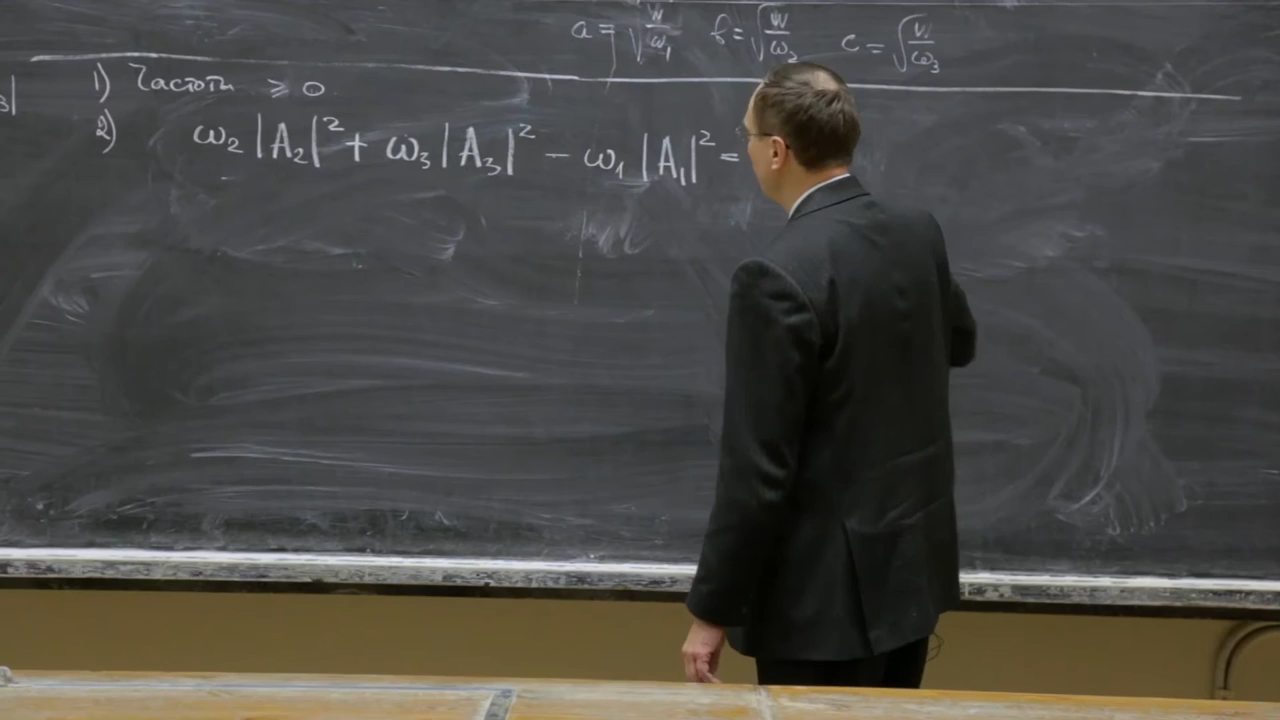 a = √(W/ω₁) b = √(W/ω₂) c = √(W/ω₃)
1) Частоты ⩾ 0
2) ω₂|A₂|² + ω₃|A₃|² − ω₁|A₁|² =